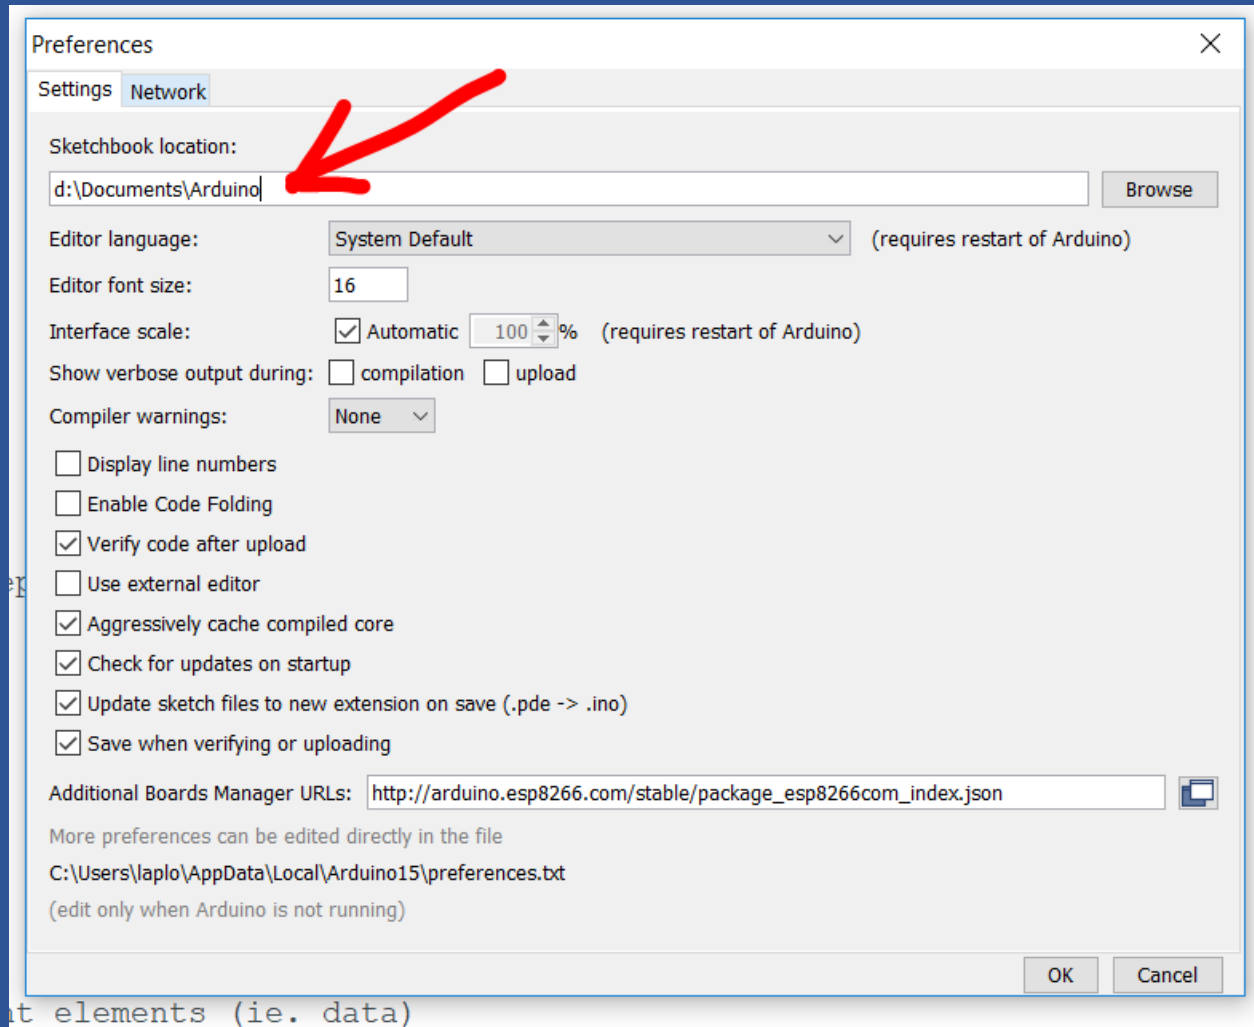 Preferences
Settings Network
Sketchbook location:
d:\Documents\Arduino Browse
Editor language: System Default (requires restart of Arduino)
Editor font size: 16
Interface scale: Automatic 100 % (requires restart of Arduino)
Show verbose output during: compilation upload
Compiler warnings: None
Display line numbers
Enable Code Folding
Verify code after upload
Use external editor
Aggressively cache compiled core
Check for updates on startup
Update sketch files to new extension on save (.pde -> .ino)
Save when verifying or uploading
Additional Boards Manager URLs: http://arduino.esp8266.com/stable/package_esp8266com_index.json
More preferences can be edited directly in the file
C:\Users\laplo\AppData\Local\Arduino15\preferences.txt
(edit only when Arduino is not running)
OK Cancel
elements (ie. data)